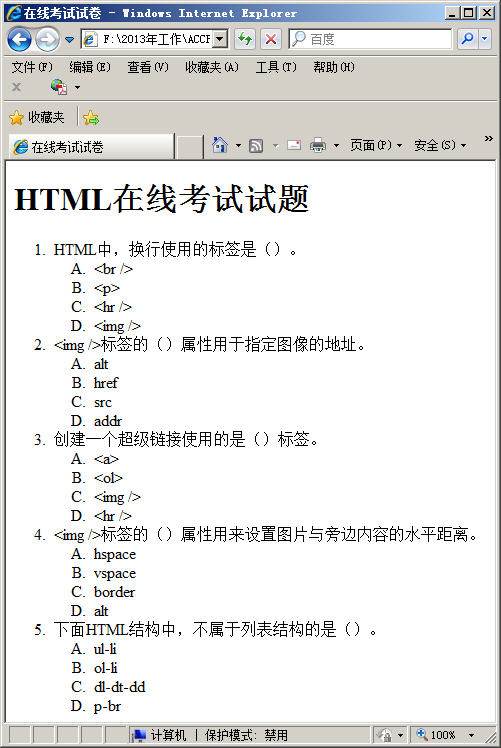 在线考试试卷 - Windows Internet Explorer
F:\2013年工作\ACCF
百度
文件(F) 编辑(E) 查看(V) 收藏夹(A) 工具(T) 帮助(H)
x
收藏夹
在线考试试卷 页面(P) 安全(S) »
HTML在线考试试题
1. HTML中，换行使用的标签是（）。
A. <br />
B. <p>
C. <hr />
D. <img />
2. <img />标签的（）属性用于指定图像的地址。
A. alt
B. href
C. src
D. addr
3. 创建一个超级链接使用的是（）标签。
A. <a>
B. <ol>
C. <img />
D. <hr />
4. <img />标签的（）属性用来设置图片与旁边内容的水平距离。
A. hspace
B. vspace
C. border
D. alt
5. 下面HTML结构中，不属于列表结构的是（）。
A. ul-li
B. ol-li
C. dl-dt-dd
D. p-br
计算机 | 保护模式: 禁用 100%